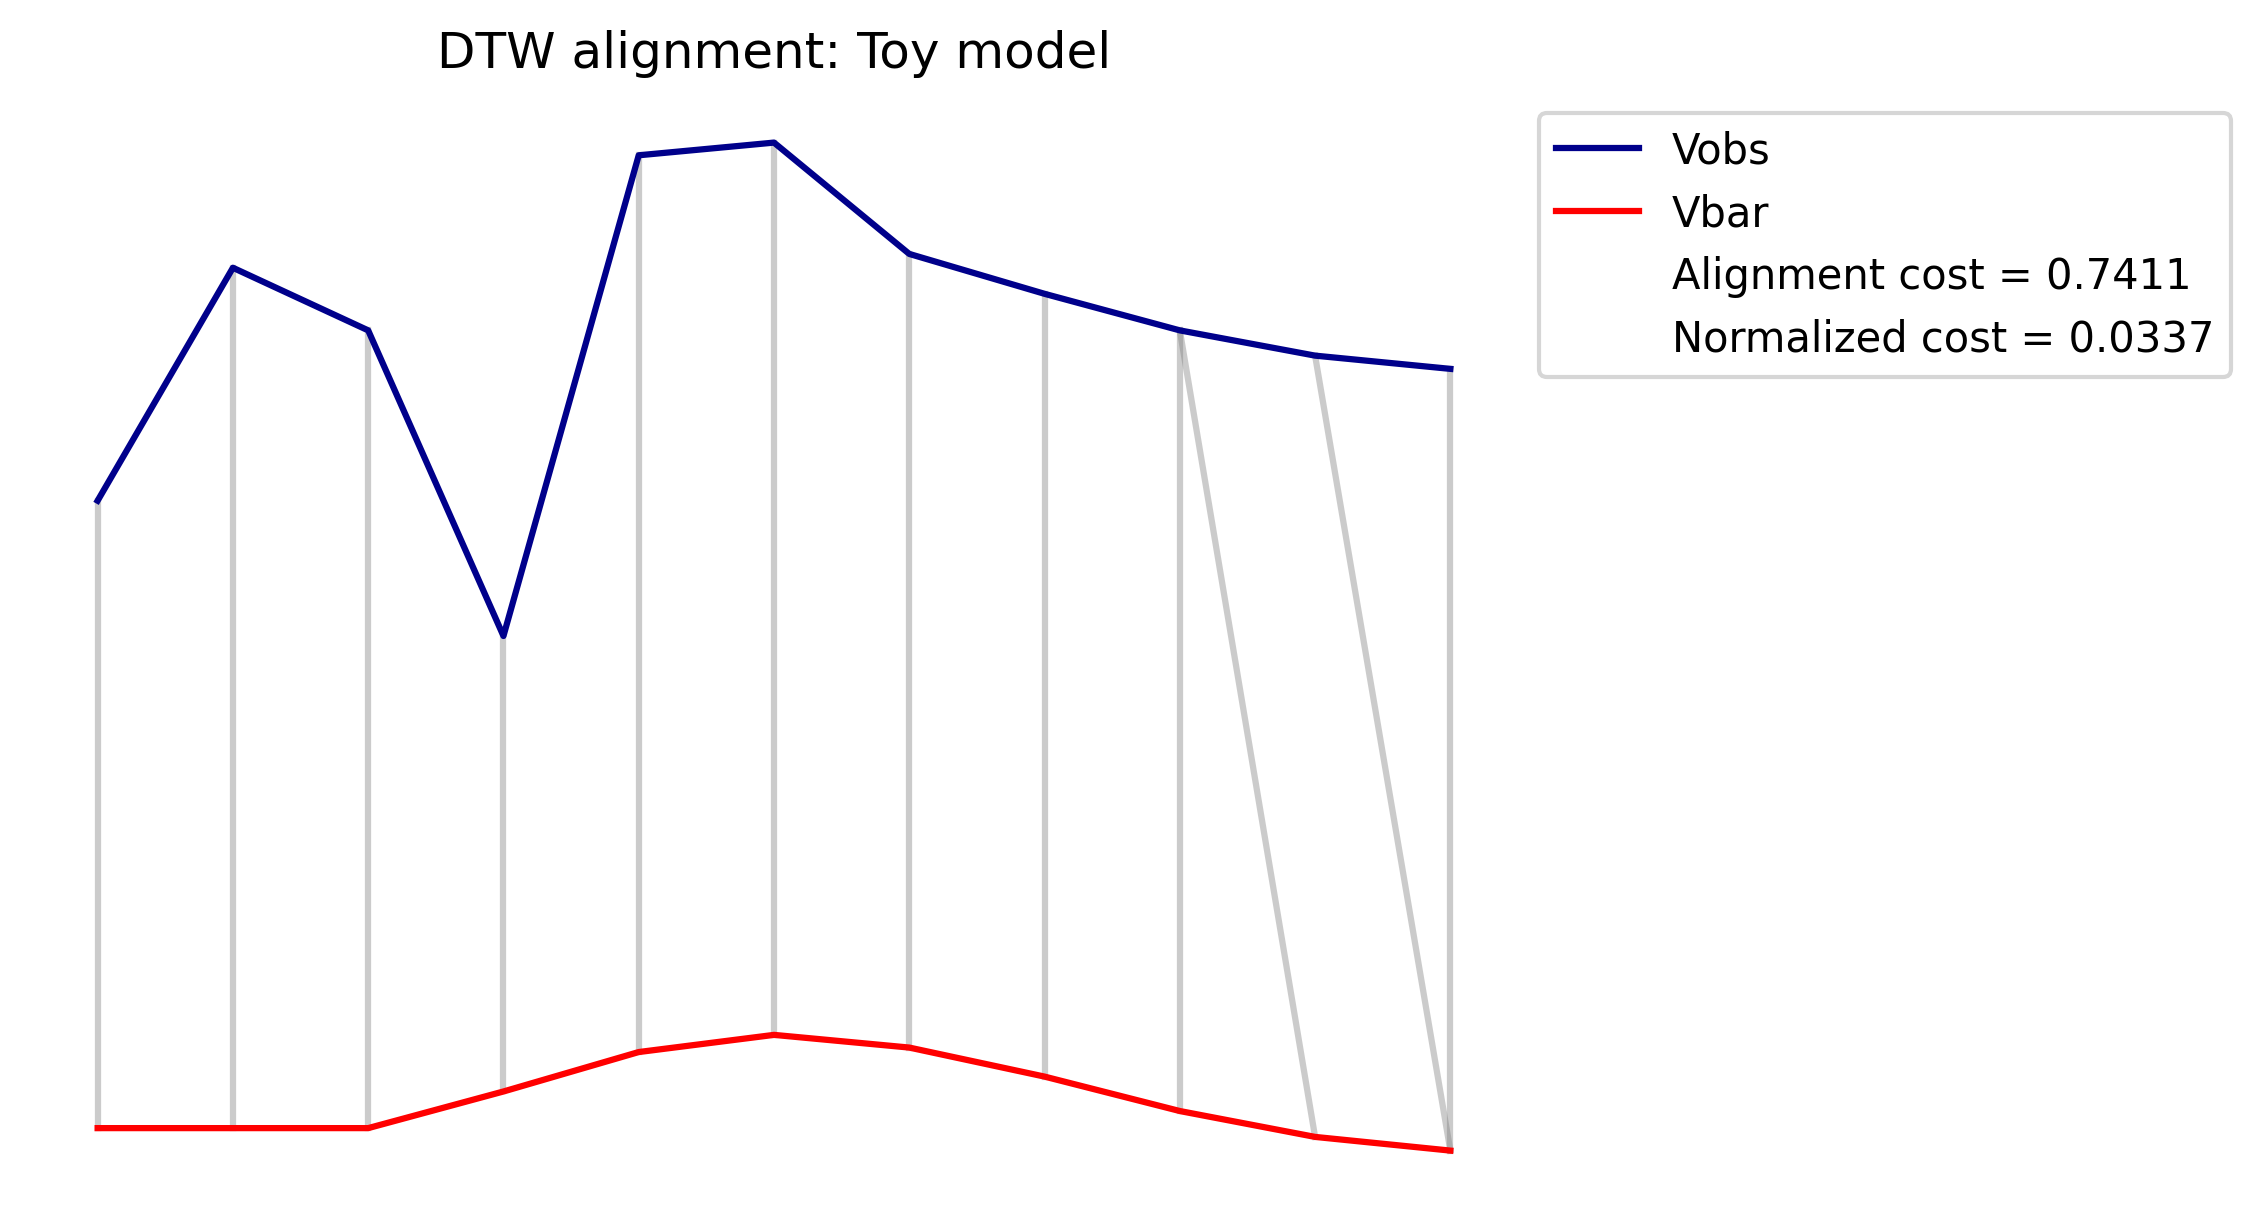 DTW alignment: Toy model
Vobs
Vbar
Alignment cost = 0.7411
Normalized cost = 0.0337